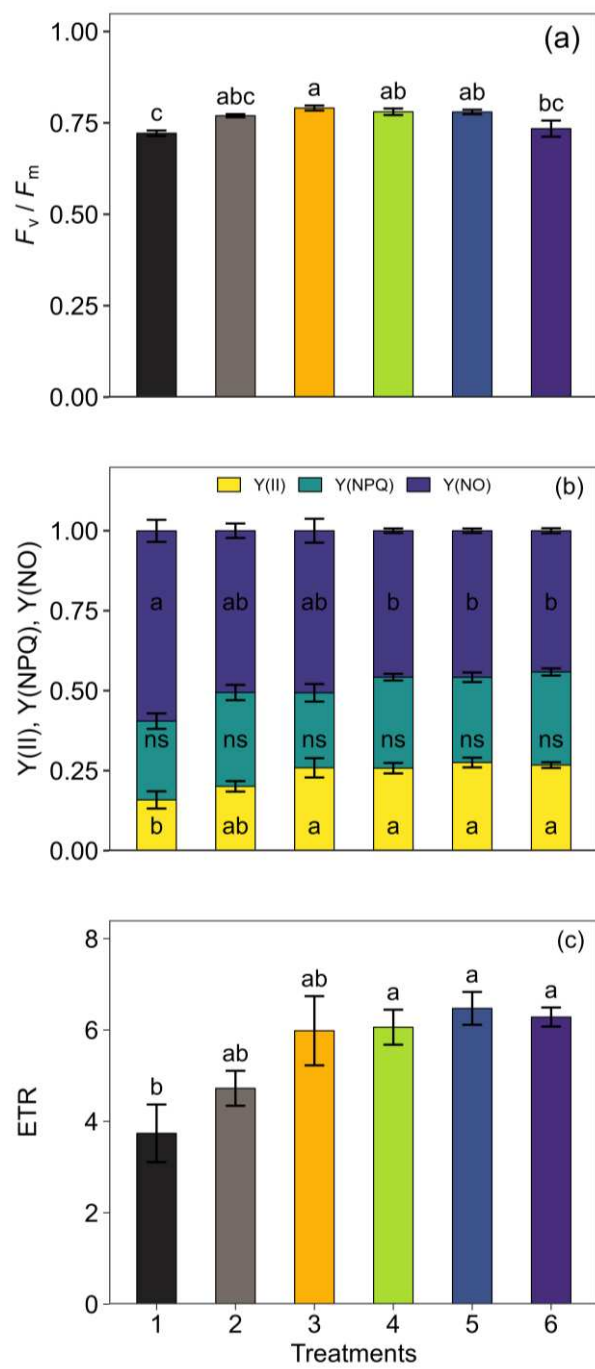 (a)
1.00
0.75
0.50
0.25
0.00
Fv / Fm
c abc a ab ab bc
(b)
Y(II) Y(NPQ) Y(NO)
1.00
0.75
0.50
0.25
0.00
Y(II), Y(NPQ), Y(NO)
a ab ab b b b
ns ns ns ns ns ns
b ab a a a a
(c)
8
6
4
2
0
ETR
b ab ab a a a
1 2 3 4 5 6
Treatments